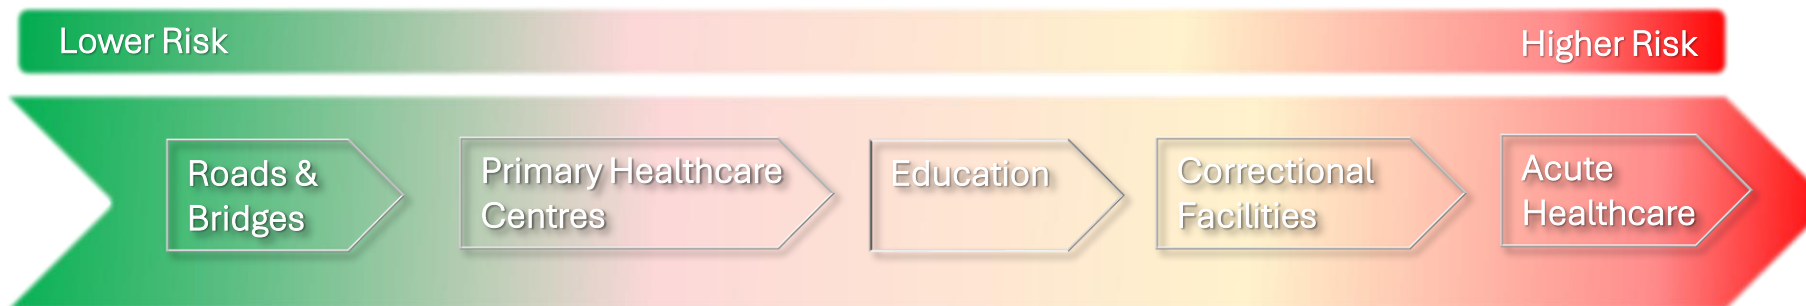 Lower Risk
Higher Risk
Roads &
Bridges
Primary Healthcare
Centres
Education
Correctional
Facilities
Acute
Healthcare